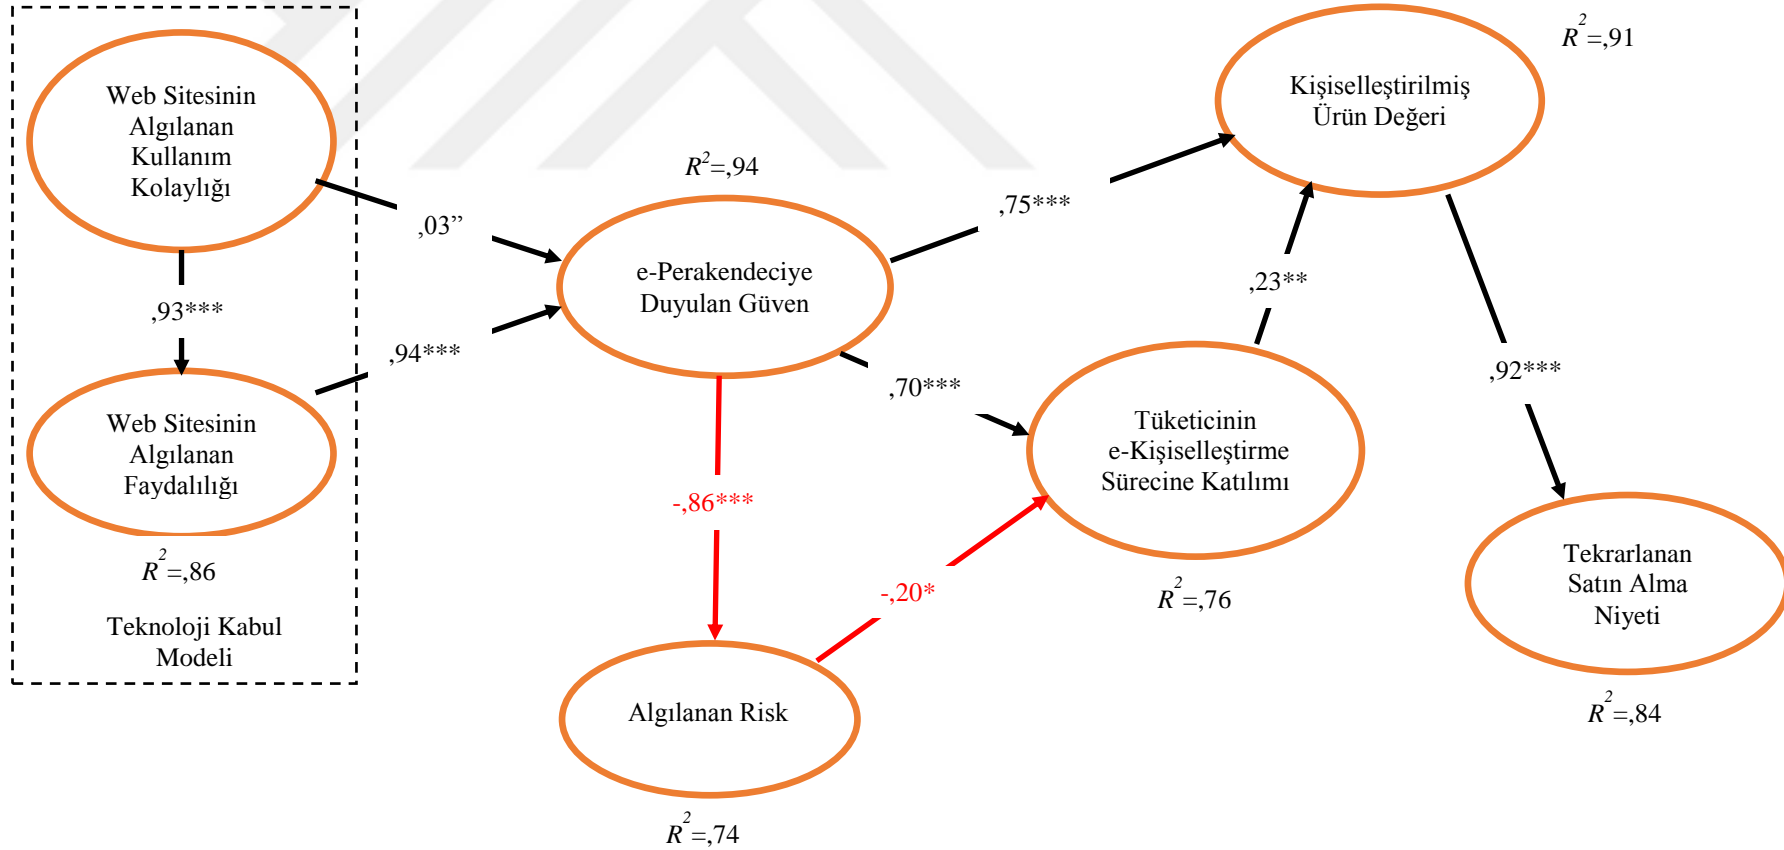 Web Sitesinin
Algılanan
Kullanım
Kolaylığı
,93***
Web Sitesinin
Algılanan
Faydalılığı
R²=,86
Teknoloji Kabul
Modeli
,03”
,94***
R²=,94
e-Perakendeciye
Duyulan Güven
-,86***
Algılanan Risk
R²=,74
,75***
,70***
-,20*
R²=,91
Kişiselleştirilmiş
Ürün Değeri
,23**
Tüketicinin
e-Kişiselleştirme
Sürecine Katılımı
R²=,76
,92***
Tekrarlanan
Satın Alma
Niyeti
R²=,84